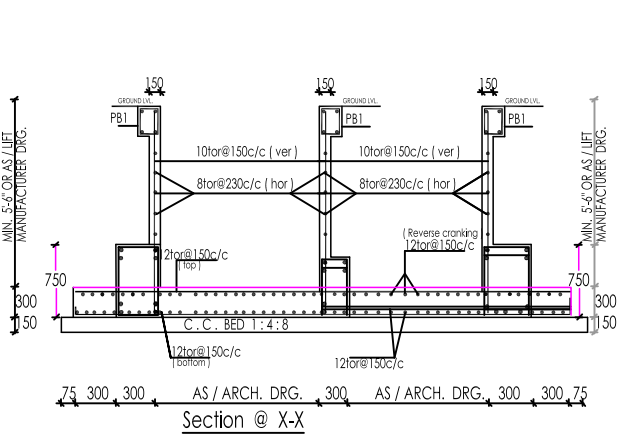 150 150 150
GROUND LVL. GROUND LVL. GROUND LVL.
PB1 PB1 PB1
MIN. 5'-6" OR AS / LIFT
MANUFACTURER DRG.
MIN. 5'-6" OR AS / LIFT
MANUFACTURER DRG.
10tor@150c/c ( ver ) 10tor@150c/c ( ver )
8tor@230c/c ( hor ) 8tor@230c/c ( hor )
( Reverse cranking
12tor@150c/c
12tor@150c/c
( top )
750 750
300 300
150 150
C.C. BED 1:4:8
12tor@150c/c
( bottom )
12tor@150c/c
75 300 300 AS / ARCH. DRG. 300 AS / ARCH. DRG. 300 300 75
Section @ X-X